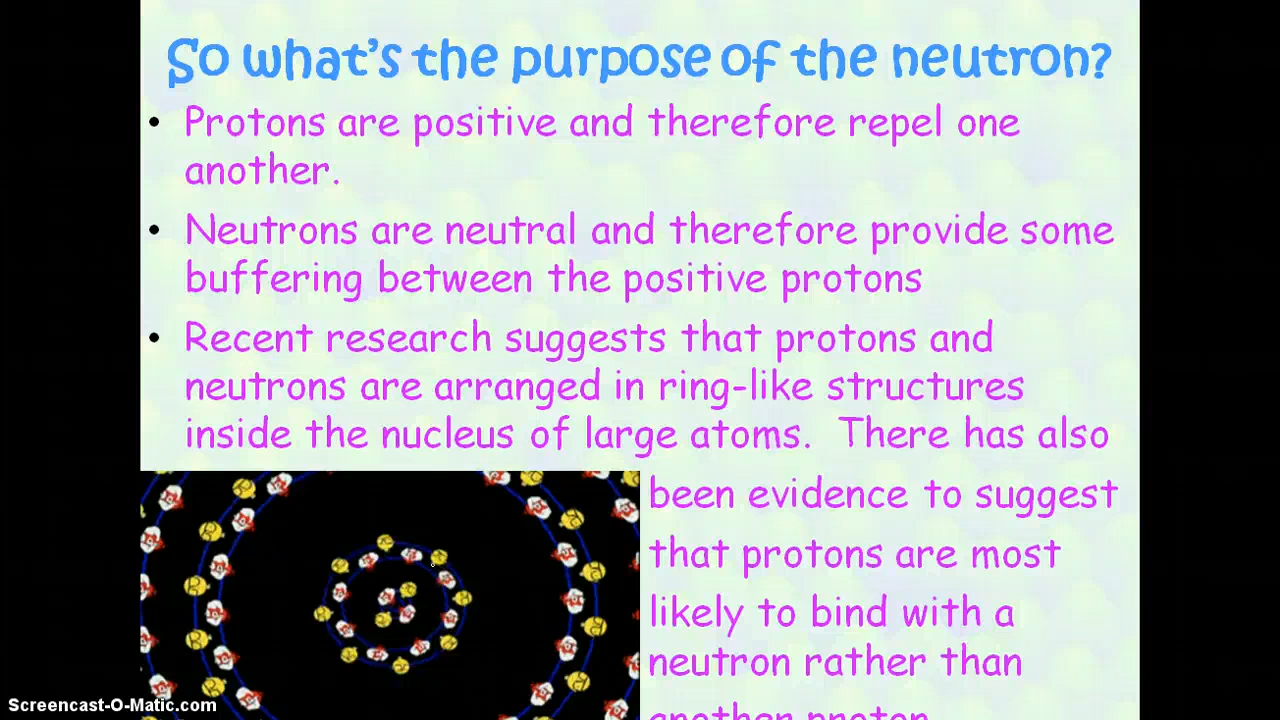 So what's the purpose of the neutron?
• Protons are positive and therefore repel one
another.
• Neutrons are neutral and therefore provide some
buffering between the positive protons
• Recent research suggests that protons and
neutrons are arranged in ring-like structures
inside the nucleus of large atoms. There has also
been evidence to suggest
that protons are most
likely to bind with a
neutron rather than
another proton
Screencast-O-Matic.com